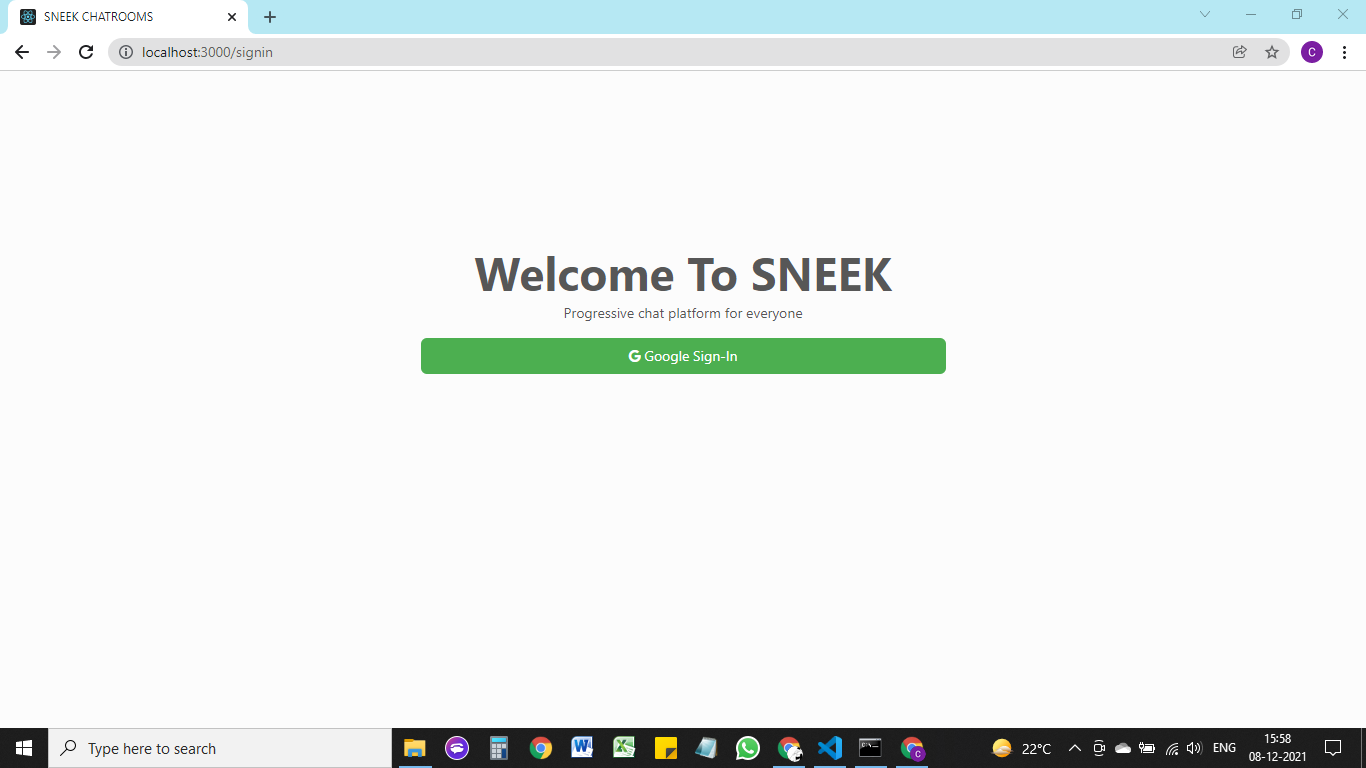 SNEEK CHATROOMS
localhost:3000/signin
C
Welcome To SNEEK
Progressive chat platform for everyone
G Google Sign-In
Type here to search
22°C
ENG
15:58
08-12-2021